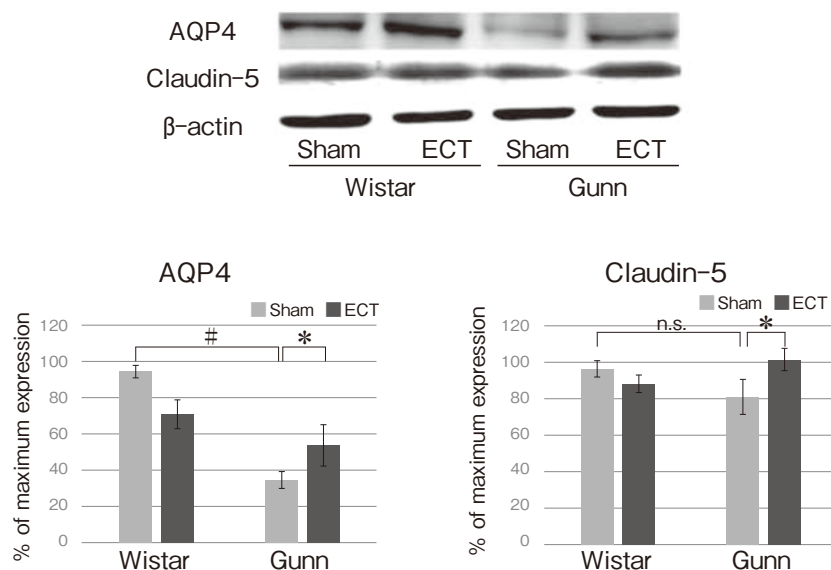 AQP4
Claudin-5
β-actin
Sham ECT Sham ECT
Wistar Gunn
AQP4
Sham ECT
% of maximum expression
120
100
80
60
40
20
0
# *
Wistar Gunn
Claudin-5
Sham ECT
% of maximum expression
120
100
80
60
40
20
0
n.s. *
Wistar Gunn